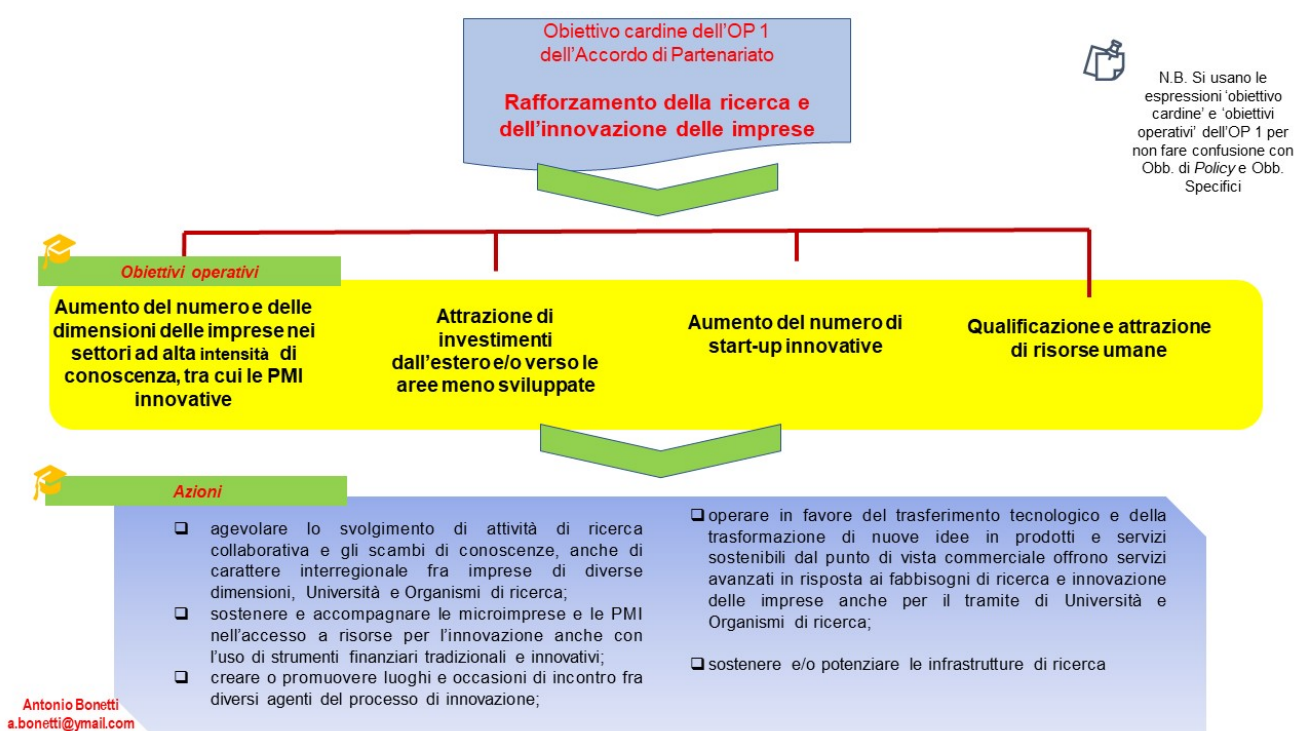 Obiettivo cardine dell'OP 1
dell'Accordo di Partenariato
Rafforzamento della ricerca e
dell'innovazione delle imprese
N.B. Si usano le
espressioni 'obiettivo
cardine' e 'obiettivi
operativi' dell'OP 1 per
non fare confusione con
Obb. di Policy e Obb.
Specifici
Obiettivi operativi
Aumento del numero e delle
dimensioni delle imprese nei
settori ad alta intensità di
conoscenza, tra cui le PMI
innovative
Attrazione di
investimenti
dall'estero e/o verso le
aree meno sviluppate
Aumento del numero di
start-up innovative
Qualificazione e attrazione
di risorse umane
Azioni
❑ agevolare lo svolgimento di attività di ricerca
collaborativa e gli scambi di conoscenze, anche di
carattere interregionale fra imprese di diverse
dimensioni, Università e Organismi di ricerca;
❑ sostenere e accompagnare le microimprese e le PMI
nell'accesso a risorse per l'innovazione anche con
l'uso di strumenti finanziari tradizionali e innovativi;
❑ creare o promuovere luoghi e occasioni di incontro fra
diversi agenti del processo di innovazione;
❑ operare in favore del trasferimento tecnologico e della
trasformazione di nuove idee in prodotti e servizi
sostenibili dal punto di vista commerciale offrono servizi
avanzati in risposta ai fabbisogni di ricerca e innovazione
delle imprese anche per il tramite di Università e
Organismi di ricerca;
❑ sostenere e/o potenziare le infrastrutture di ricerca
Antonio Bonetti
a.bonetti@ymail.com